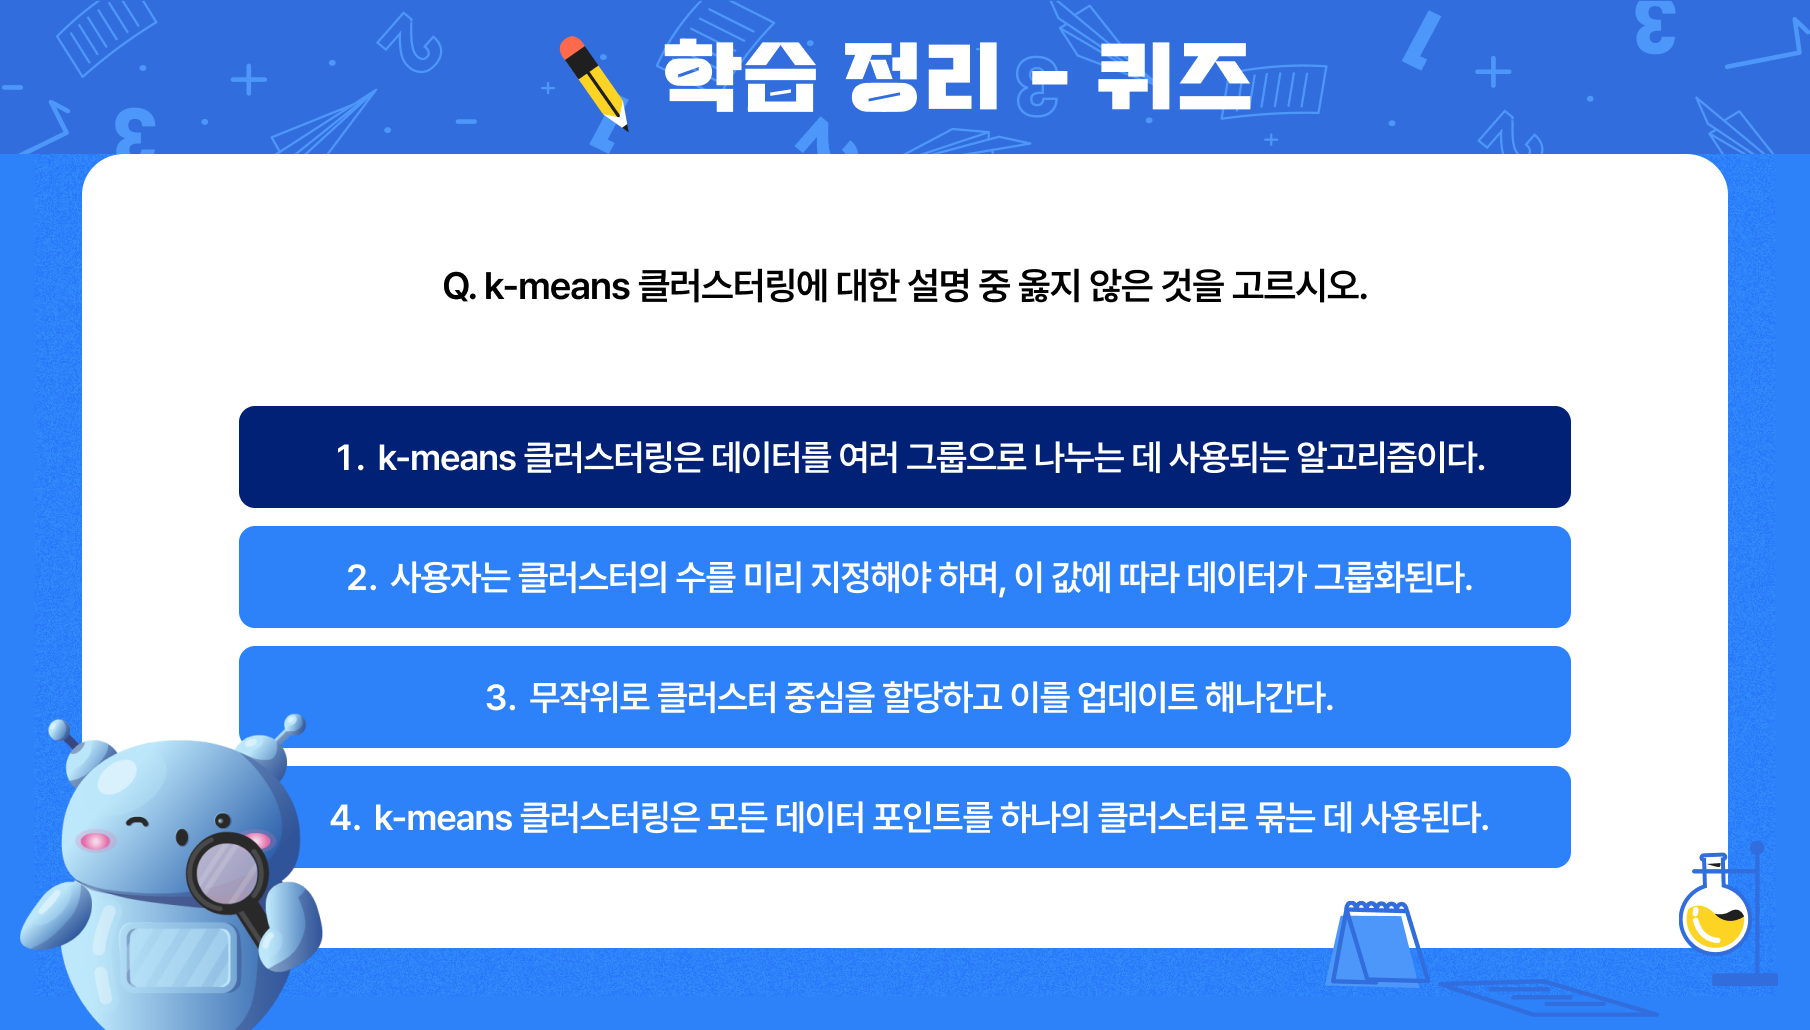 학습 정리 - 퀴즈
Q. k-means 클러스터링에 대한 설명 중 옳지 않은 것을 고르시오.
1. k-means 클러스터링은 데이터를 여러 그룹으로 나누는 데 사용되는 알고리즘이다.
2. 사용자는 클러스터의 수를 미리 지정해야 하며, 이 값에 따라 데이터가 그룹화된다.
3. 무작위로 클러스터 중심을 할당하고 이를 업데이트 해나간다.
4. k-means 클러스터링은 모든 데이터 포인트를 하나의 클러스터로 묶는 데 사용된다.